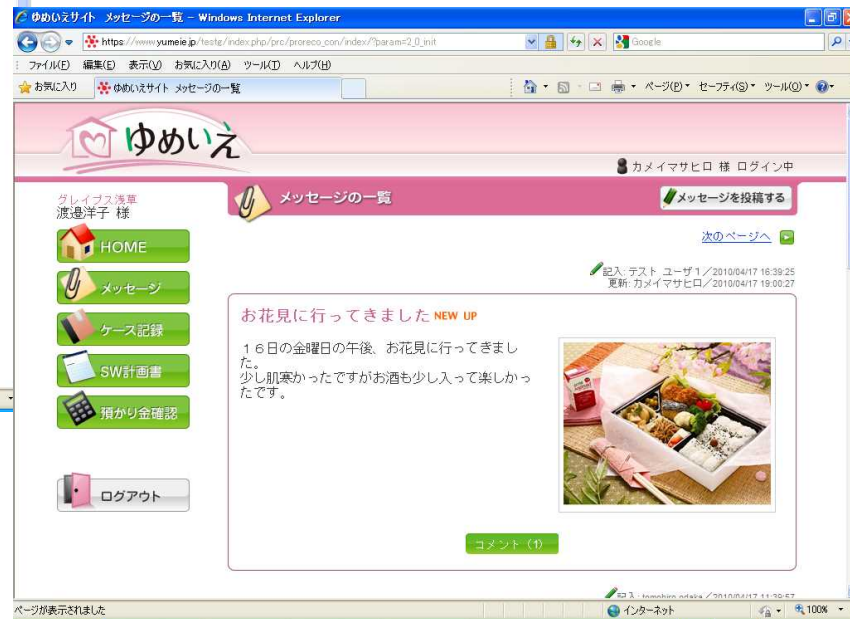 ゆめいえサイト メッセージの一覧 - Windows Internet Explorer
https://www.yumeie.jp/testg/index.php/prc/proreco_con/index/?param=2_0_init
Google
ファイル(F) 編集(E) 表示(V) お気に入り(A) ツール(T) ヘルプ(H)
お気に入り ゆめいえサイト メッセージの一覧
ページ(P) セーフティ(S) ツール(O)
ゆめいえ
カメイマサヒロ 様 ログイン中
グレイプス浅草
渡邉洋子 様
メッセージの一覧
メッセージを投稿する
HOME
メッセージ
ケース記録
SW計画書
預かり金確認
ログアウト
次のページへ
記入: テスト ユーザ1／2010/04/17 16:39:25
更新: カメイマサヒロ／2010/04/17 19:00:27
お花見に行ってきました NEW UP
１６日の金曜日の午後、お花見に行ってきまし
た。
少し肌寒かったですがお酒も少し入って楽しかっ
たです。
コメント (1)
記入: tomohiro odaka／2010/04/17 11:39:57
ページが表示されました
インターネット
100%